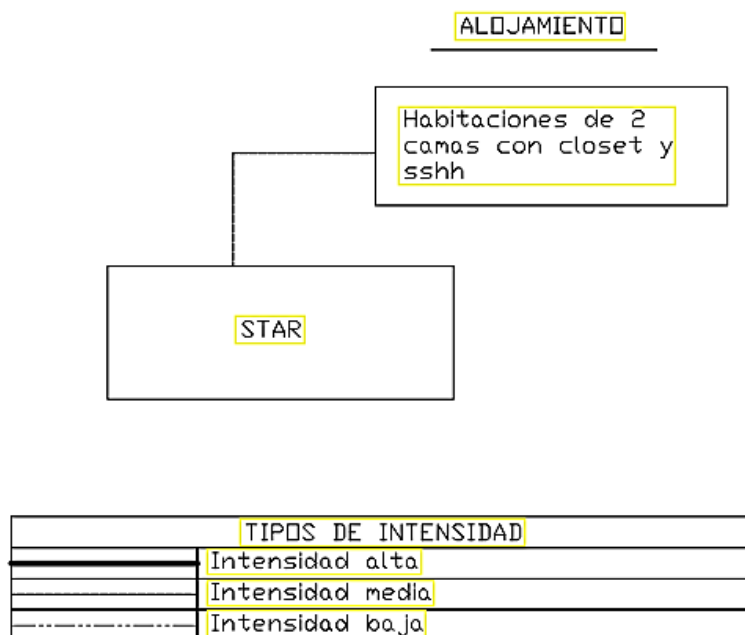 ALOJAMIENTO
Habitaciones de 2
camas con closet y
sshh
STAR
TIPOS DE INTENSIDAD
Intensidad alta
Intensidad media
Intensidad baja